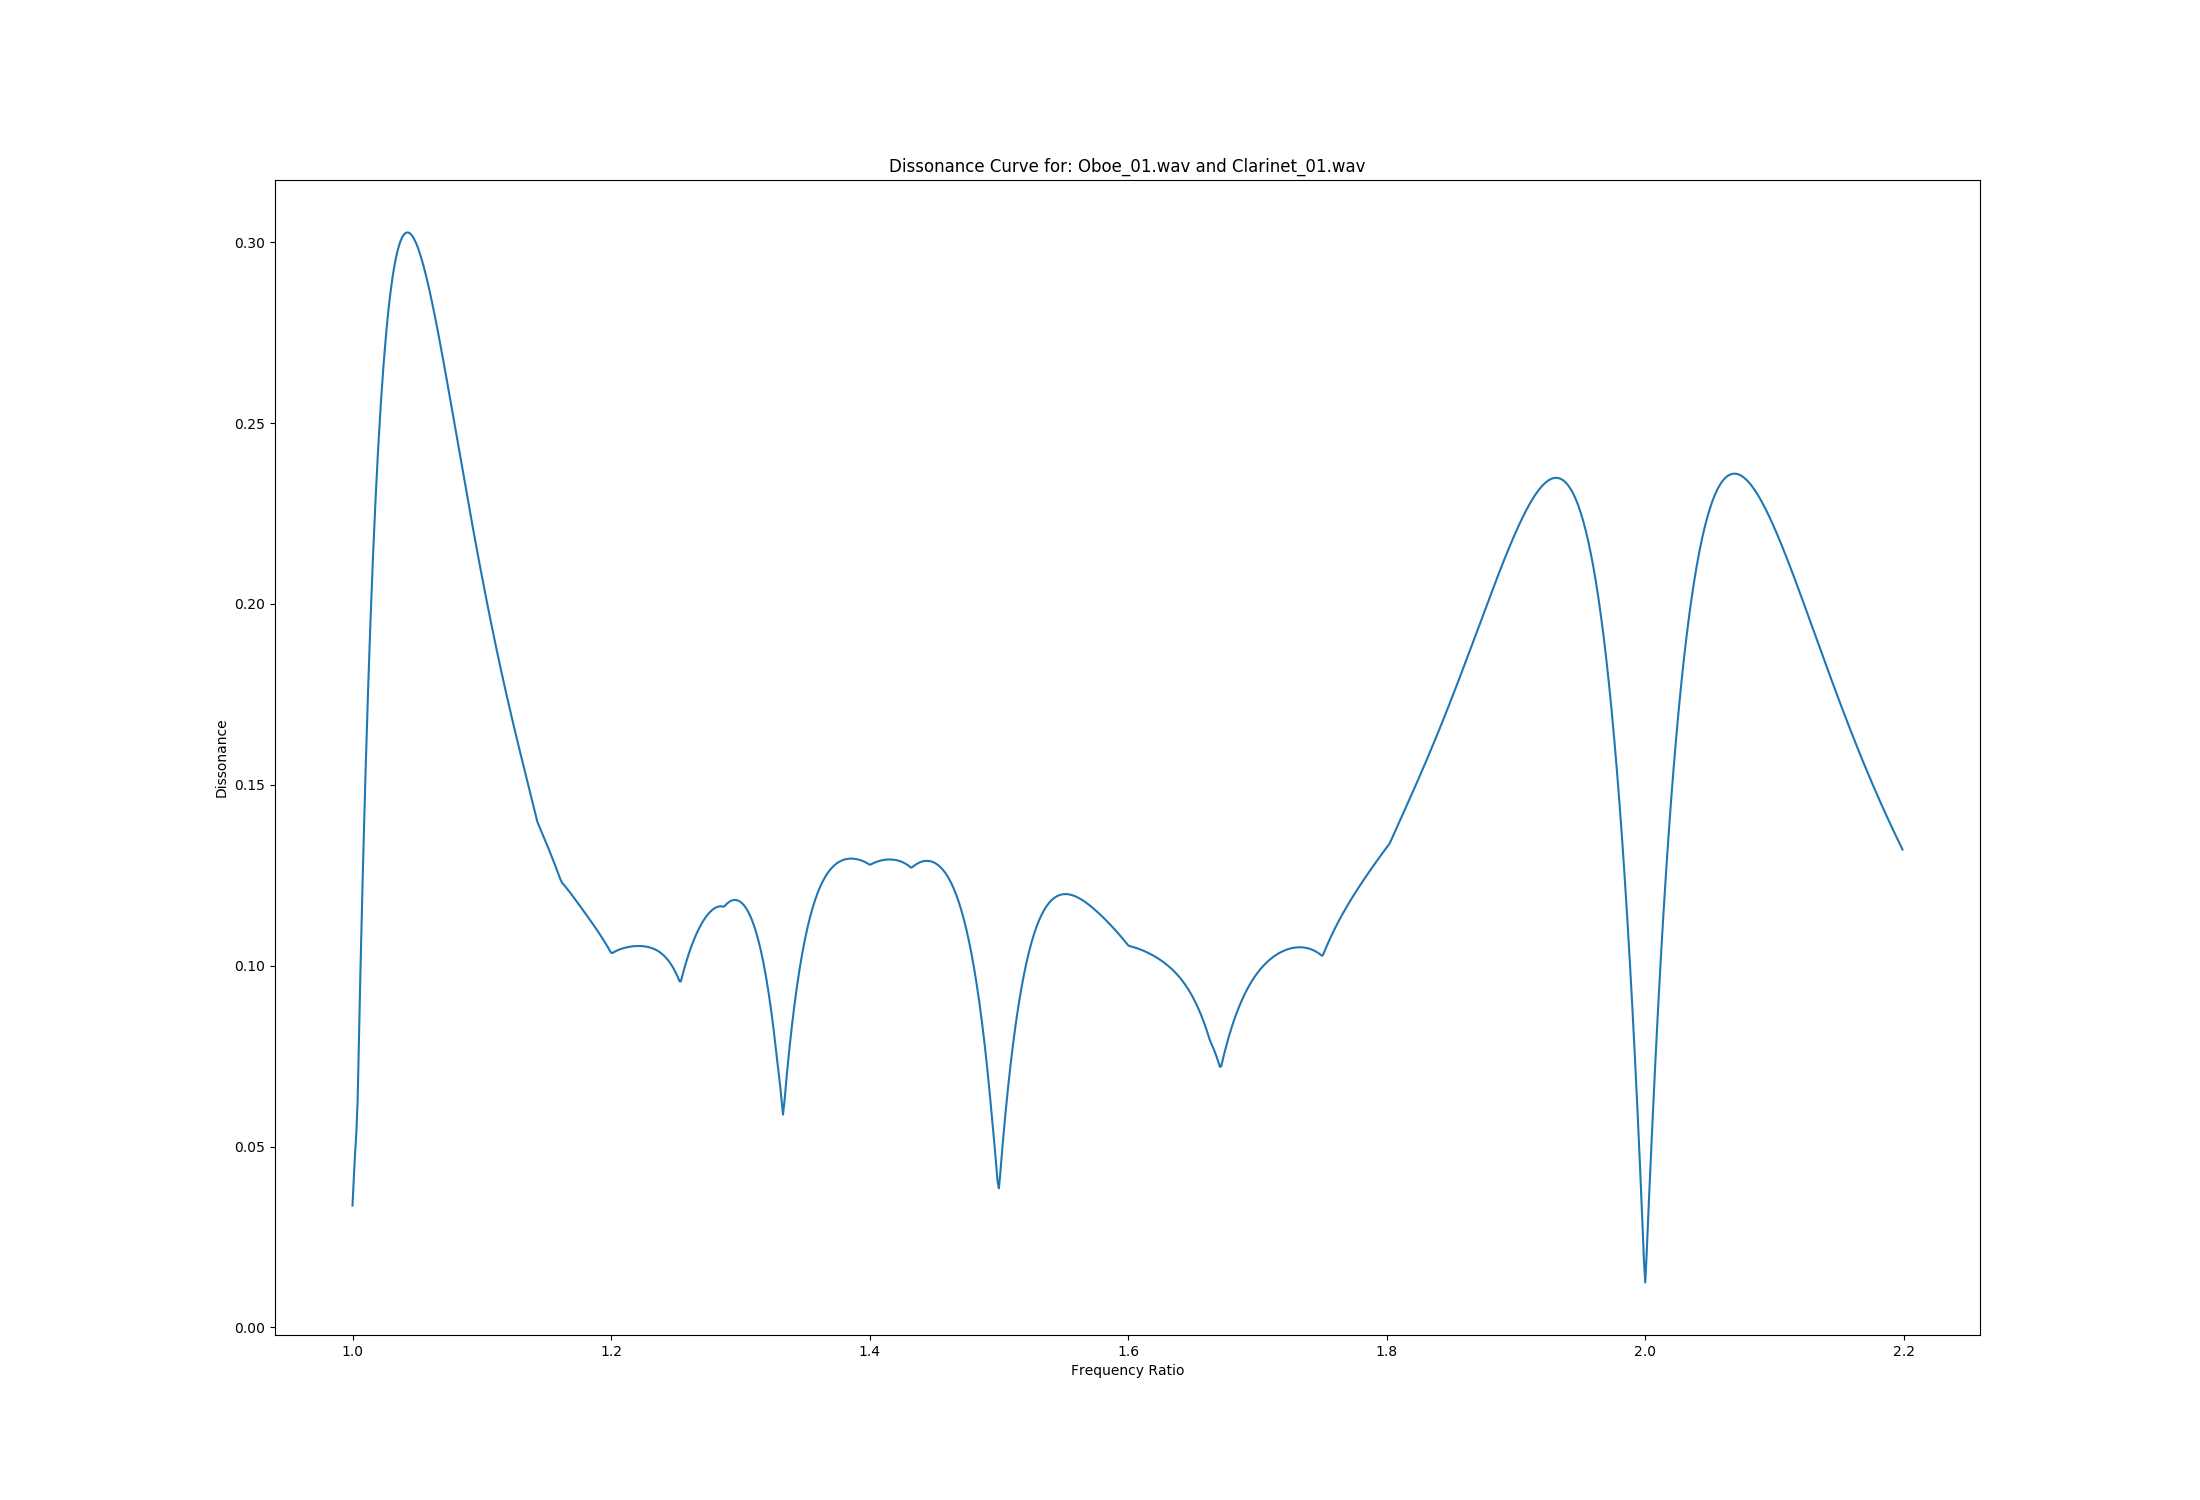 Dissonance Curve for: Oboe_01.wav and Clarinet_01.wav
0.30
0.25
0.20
0.15
0.10
0.05
0.00
Dissonance
1.0 1.2 1.4 1.6 1.8 2.0 2.2
Frequency Ratio